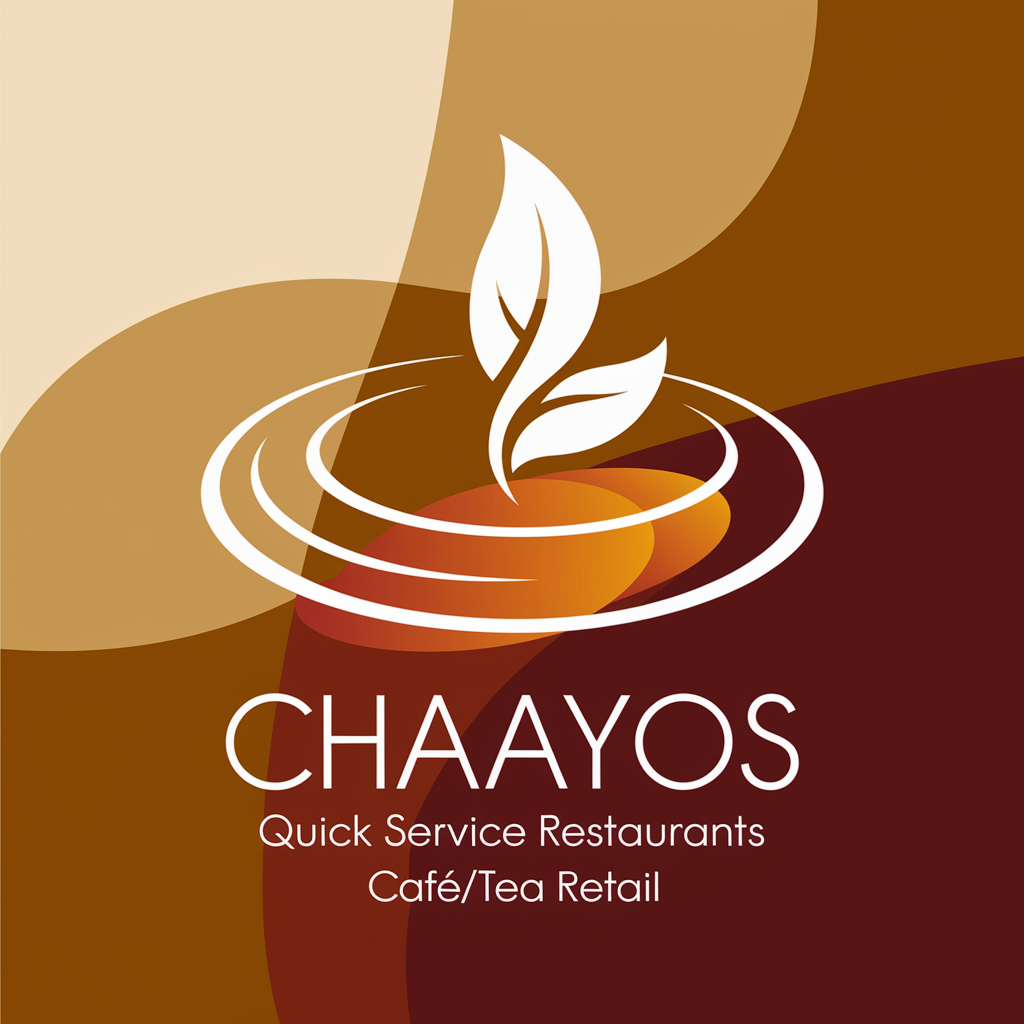 CHAAYOS
Quick Service Restaurants
Café/Tea Retail